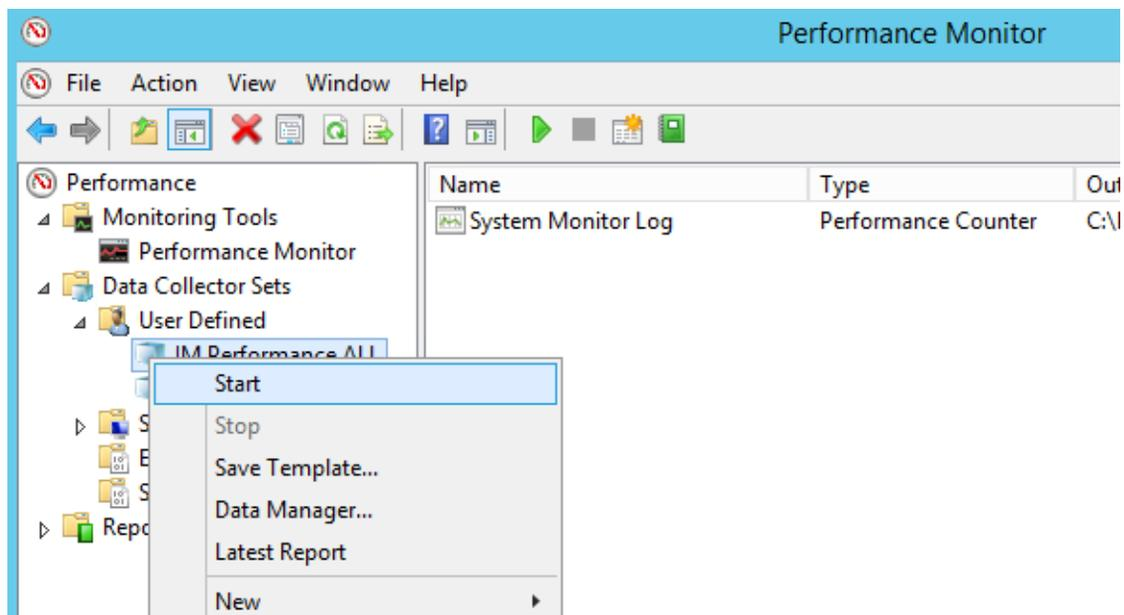 Performance Monitor
File Action View Window Help
Performance
Monitoring Tools
Performance Monitor
Data Collector Sets
User Defined
Name Type
System Monitor Log Performance Counter C:\
Start
Stop
Save Template...
Data Manager...
Latest Report
New